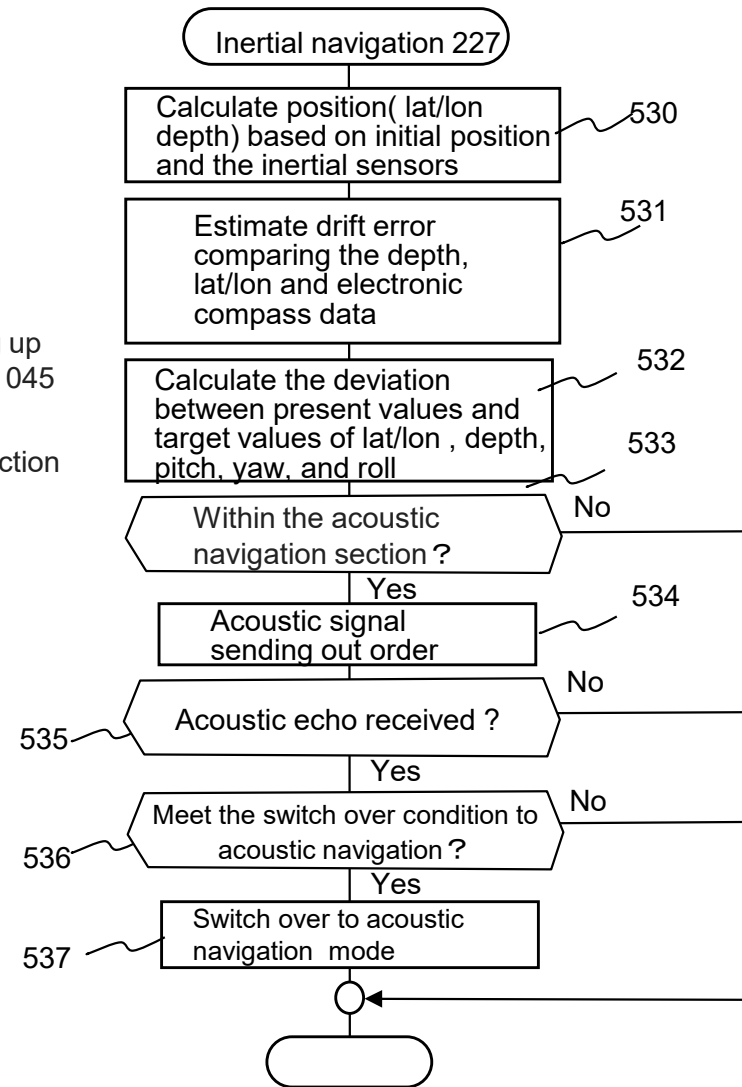 Inertial navigation 227
Calculate position( lat/lon
depth) based on initial position
and the inertial sensors
530
Estimate drift error
comparing the depth,
lat/lon and electronic
compass data
531
up
045
ction
Calculate the deviation
between present values and
target values of lat/lon , depth,
pitch, yaw, and roll
532
533
Within the acoustic
navigation section？
No
Yes
Acoustic signal
sending out order
534
Acoustic echo received ?
No
535
Yes
Meet the switch over condition to
acoustic navigation？
No
536
Yes
Switch over to acoustic
navigation mode
537